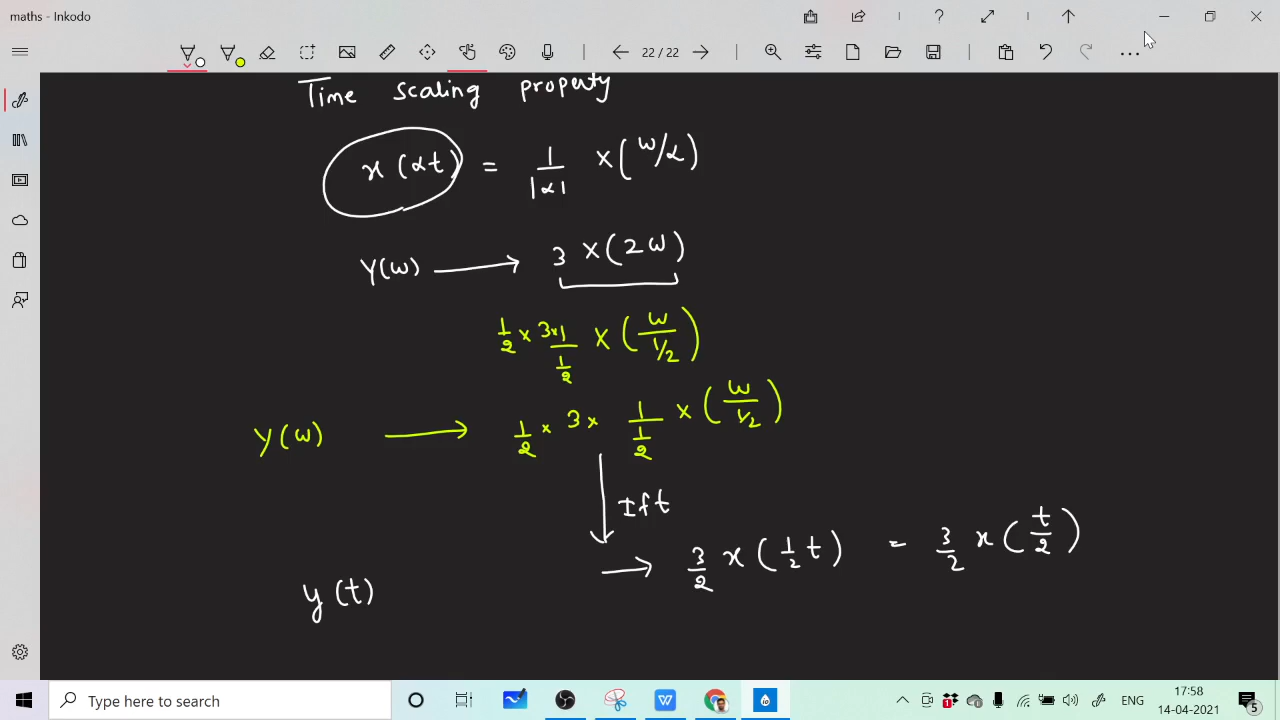 maths - Inkodo
22 / 22
Time scaling property
x(αt) = 1/|α| X(w/α)
Y(w) → 3 X(2w)
1/2 × 3×1/(1/2) X(w/(1/2))
Y(w) → 1/2 × 3 × 1/(1/2) X(w/(1/2))
↓ Ift
y(t) → 3/2 x(1/2 t) = 3/2 x(t/2)
Type here to search
ENG
17:58
14-04-2021
5